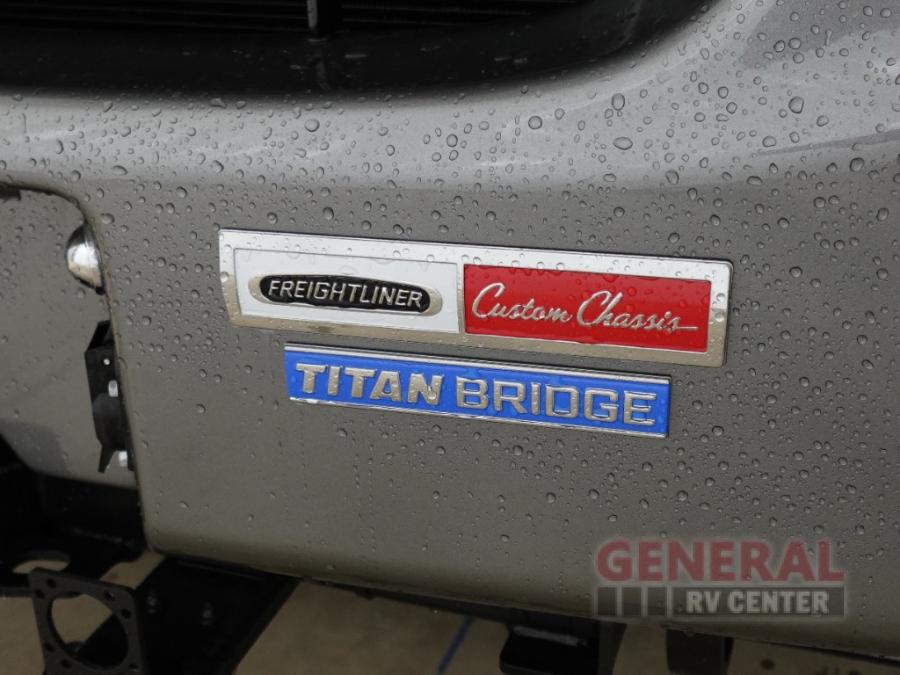 FREIGHTLINER Custom Chassis
TITAN BRIDGE
GENERAL
RV CENTER